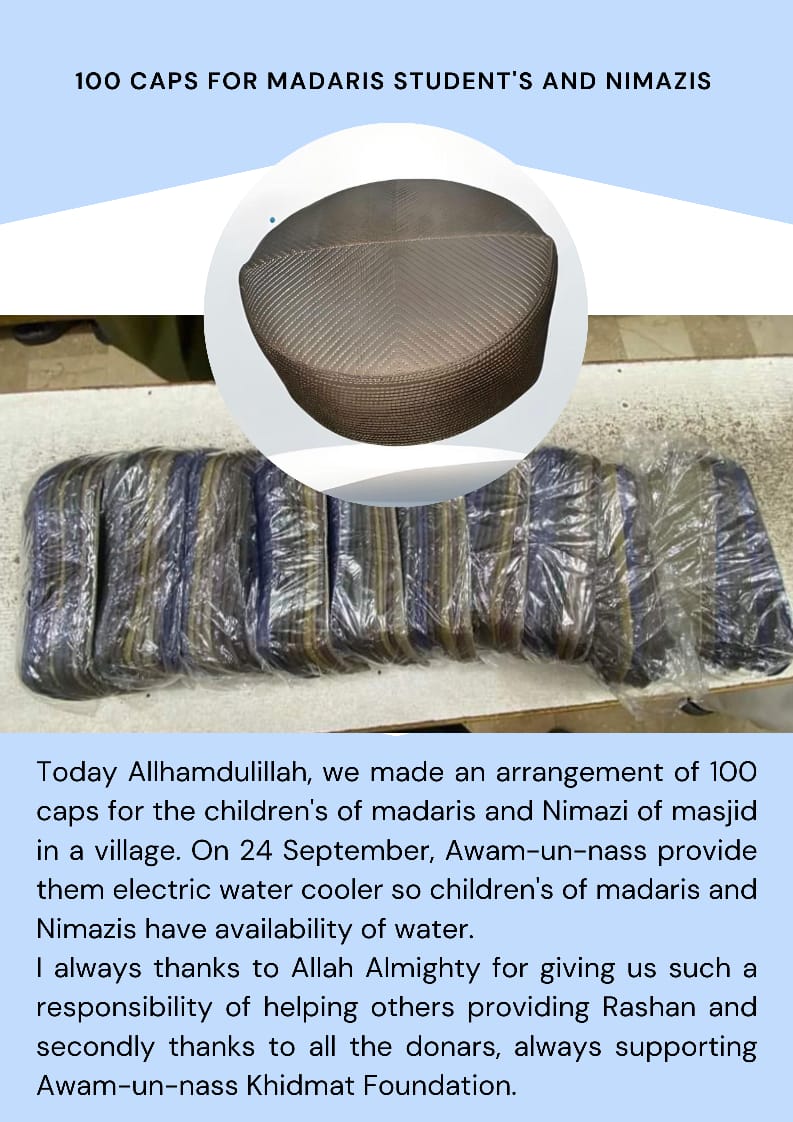 100 CAPS FOR MADARIS STUDENT'S AND NIMAZIS
Today Allhamdulillah, we made an arrangement of 100
caps for the children's of madaris and Nimazi of masjid
in a village. On 24 September, Awam-un-nass provide
them electric water cooler so children's of madaris and
Nimazis have availability of water.
I always thanks to Allah Almighty for giving us such a
responsibility of helping others providing Rashan and
secondly thanks to all the donars, always supporting
Awam-un-nass Khidmat Foundation.